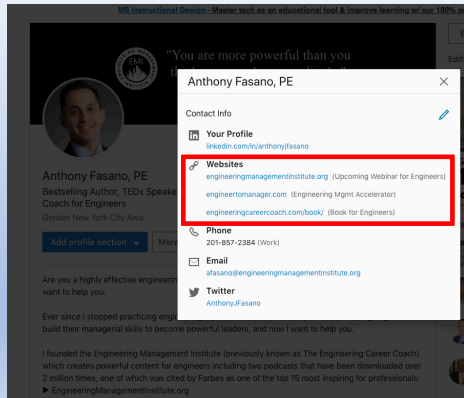 MS Instructional Design - Master tech as an educational tool & improve learning w/ our 100% o
"You are more powerful than you
EMI
Edit
Anthony Fasano, PE
Contact Info
Your Profile
linkedin.com/in/anthonyjfasano
Websites
engineeringmanagementinstitute.org (Upcoming Webinar for Engineers)
engineertomanager.com (Engineering Mgmt Accelerator)
engineeringcareercoach.com/book/ (Book for Engineers)
Phone
201-857-2384 (Work)
Email
afasano@engineeringmanagementinstitute.org
Twitter
AnthonyJFasano
Anthony Fasano, PE
Bestselling Author, TEDx Speake
Coach for Engineers
Greater New York City Area
Add profile section
More
Are you a highly effective engineerin
want to help you.
Ever since I stopped practicing engi
build their managerial skills to become powerful leaders, and now I want to help you.
I founded the Engineering Management Institute (previously known as The Engineering Career Coach)
which creates powerful content for engineers including two podcasts that have been downloaded over
2 million times, one of which was cited by Forbes as one of the top 15 most inspiring for professionals:
▶ EngineeringManagementInstitute.org